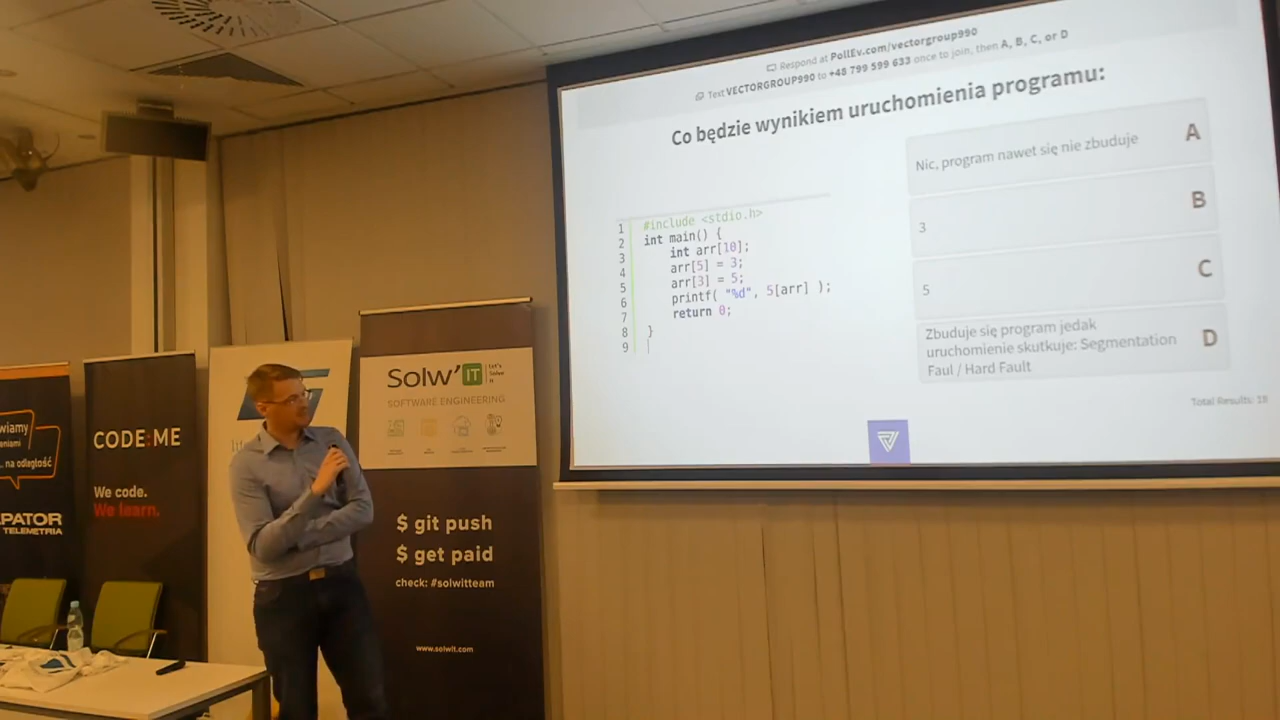 Respond at PollEv.com/vectorgroup990
Text VECTORGROUP990 to +48 799 599 633 once to join, then A, B, C, or D
Co będzie wynikiem uruchomienia programu:
1 #include <stdio.h>
2 int main() {
3 int arr[10];
4 arr[5] = 3;
5 arr[3] = 5;
6 printf( "%d", 5[arr] );
7 return 0;
8 }
9
Nic, program nawet się nie zbuduje A
3 B
5 C
Zbuduje się program jedak
uruchomienie skutkuje: Segmentation
Faul / Hard Fault
D
Total Results: 18
... na odległość
TELEMETRIA
CODE:ME
We code.
We learn.
Solw'IT
Let's
Solve
it
SOFTWARE ENGINEERING
$ git push
$ get paid
check: #solwitteam
www.solwit.com